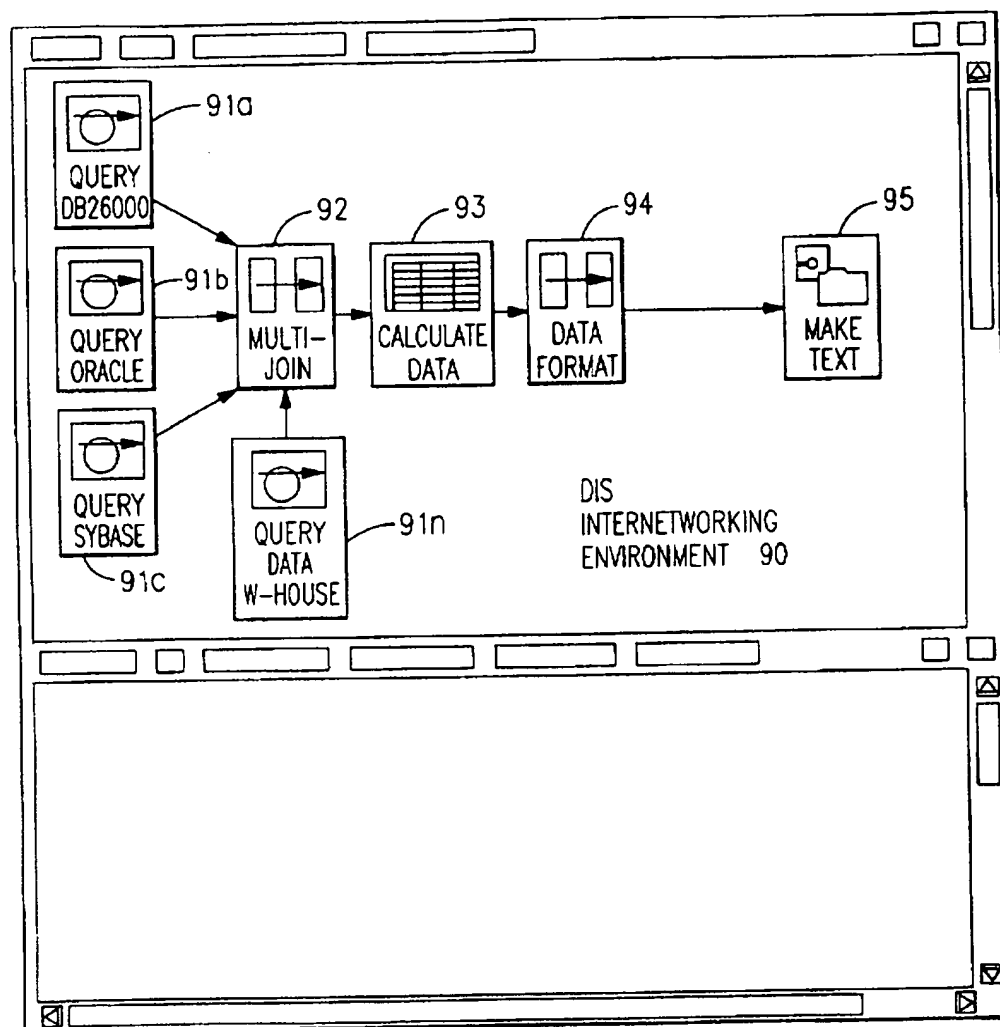 91a
QUERY
DB26000
91b
QUERY
ORACLE
91c
QUERY
SYBASE
92
MULTI-
JOIN
93
CALCULATE
DATA
94
DATA
FORMAT
95
MAKE
TEXT
91n
QUERY
DATA
W-HOUSE
DIS
INTERNETWORKING
ENVIRONMENT 90